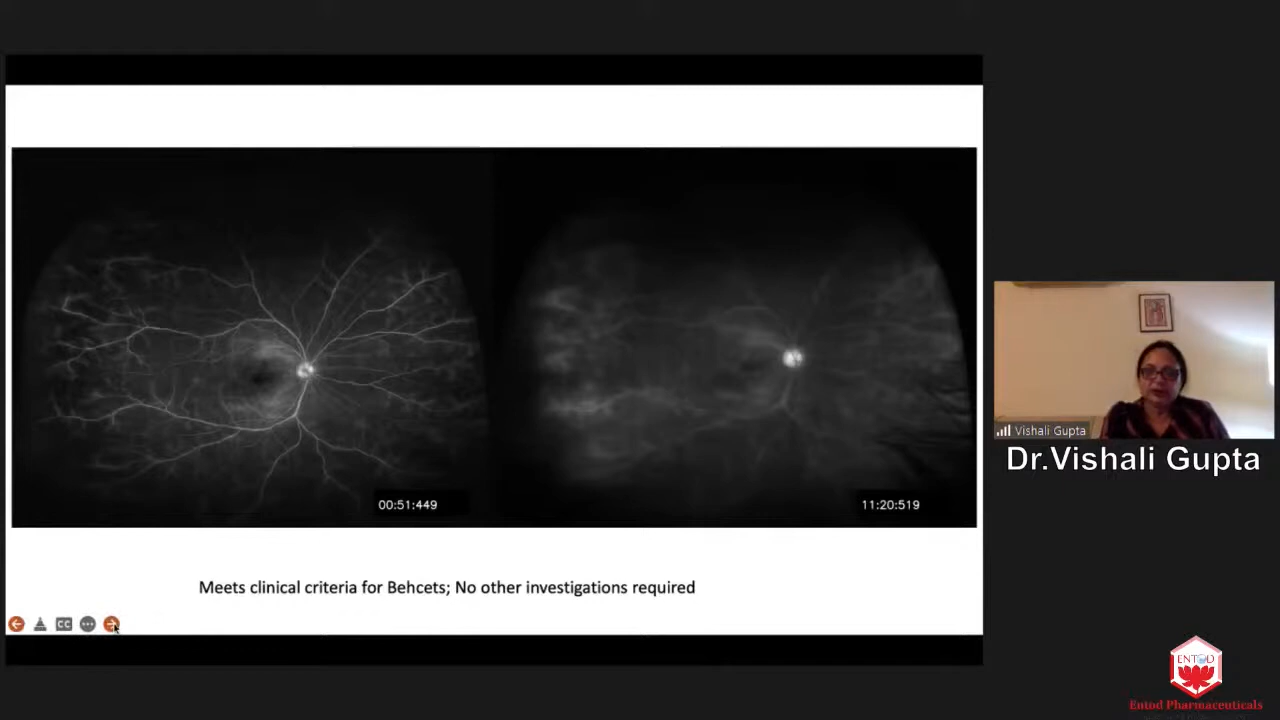 00:51:449
11:20:519
Meets clinical criteria for Behcets; No other investigations required
CC
Vishali Gupta
Dr.Vishali Gupta
ENTOD
Entod Pharmaceuticals